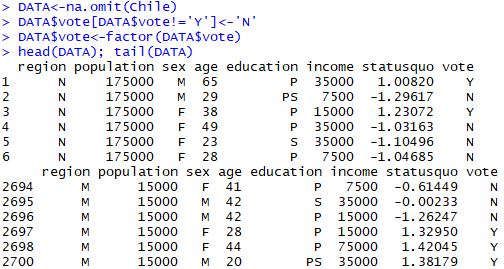 > DATA<-na.omit(Chile)
> DATA$vote[DATA$vote!='Y']<-'N'
> DATA$vote<-factor(DATA$vote)
> head(DATA); tail(DATA)
  region population sex age education income statusquo vote
1      N     175000   M  65         P  35000   1.00820    Y
2      N     175000   M  29        PS   7500  -1.29617    N
3      N     175000   F  38         P  15000   1.23072    Y
4      N     175000   F  49         P  35000  -1.03163    N
5      N     175000   F  23         S  35000  -1.10496    N
6      N     175000   F  28         P   7500  -1.04685    N
     region population sex age education income statusquo vote
2694      M      15000   F  41         P   7500  -0.61449    N
2695      M      15000   M  42         S  35000  -0.00233    N
2696      M      15000   M  42         P  15000  -1.26247    N
2697      M      15000   F  28         P  15000   1.32950    Y
2698      M      15000   F  44         P  75000   1.42045    Y
2700      M      15000   M  20        PS  35000   1.38179    Y